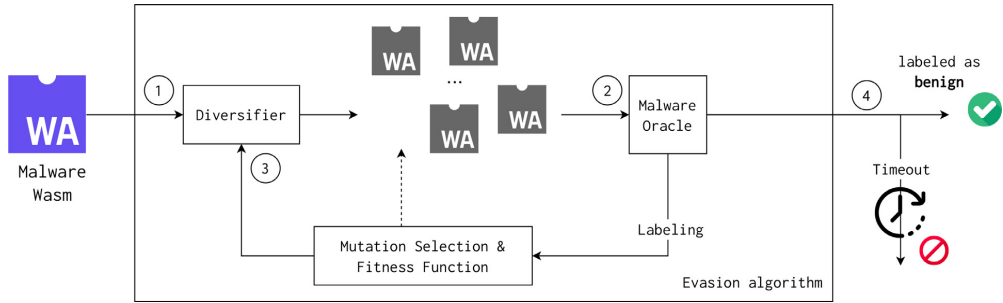 WA
Malware
Wasm
1
Diversifier
3
WA
WA
...
WA
WA
2
Malware
Oracle
Labeling
Mutation Selection &
Fitness Function
Evasion algorithm
4
labeled as
benign
Timeout